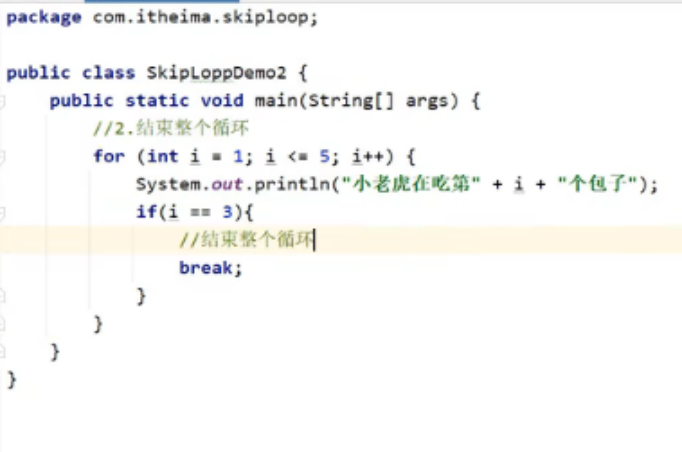 package com.itheima.skiploop;
public class SkipLoppDemo2 {
public static void main(String[] args) {
//2.结束整个循环
for (int i = 1; i <= 5; i++) {
System.out.println("小老虎在吃第" + i + "个包子");
if(i == 3){
//结束整个循环
break;
}
}
}
}